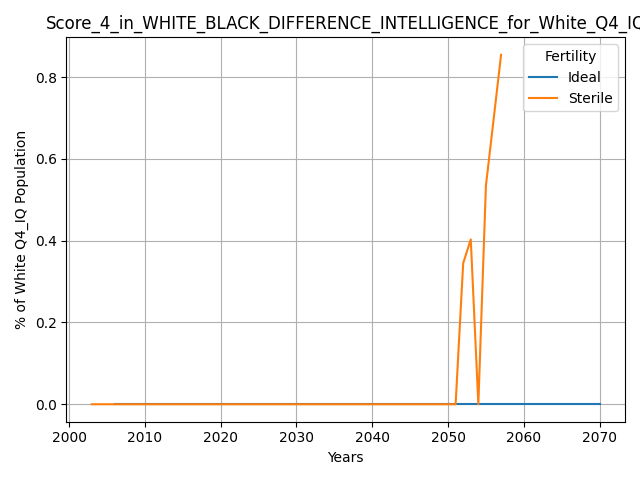 Score_4_in_WHITE_BLACK_DIFFERENCE_INTELLIGENCE_for_White_Q4_IQ
Fertility
Ideal
Sterile
% of White Q4_IQ Population
0.8
0.6
0.4
0.2
0.0
2000 2010 2020 2030 2040 2050 2060 2070
Years